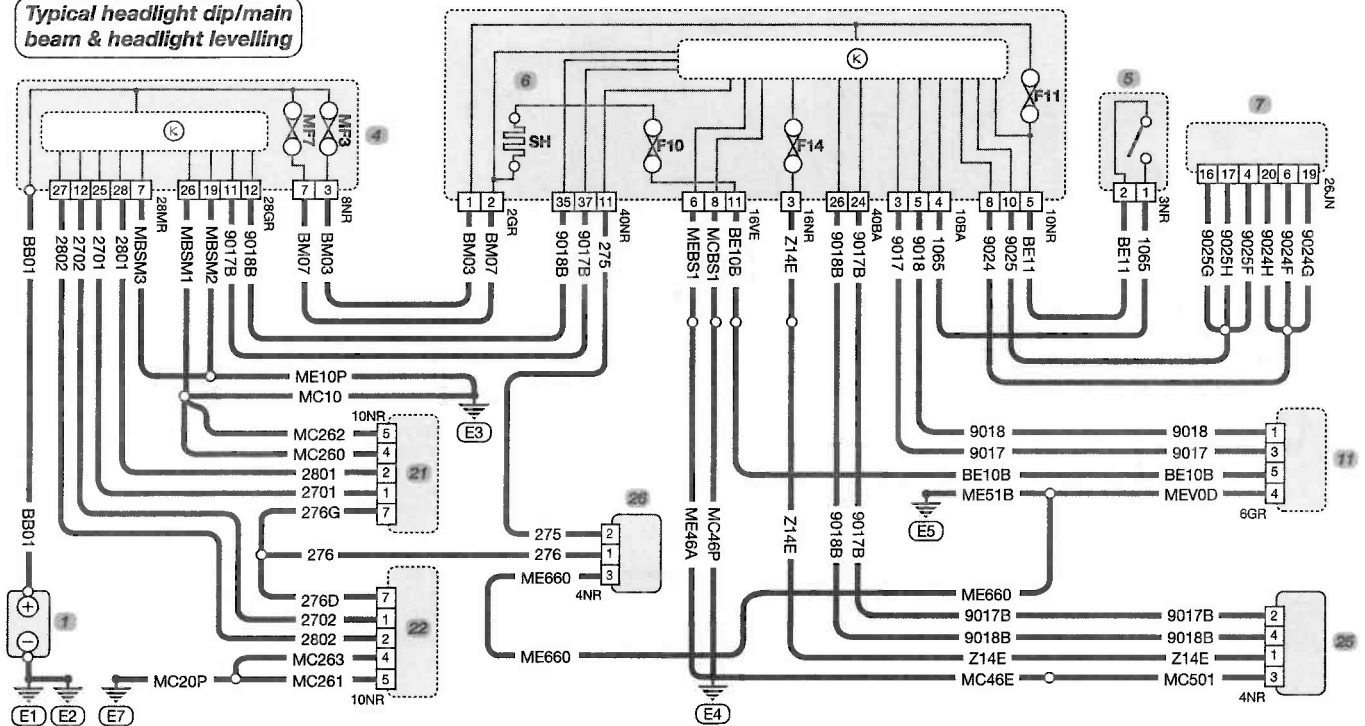 Typical headlight dip/main
beam & headlight levelling
K
MF7
MF3
4
27 12 25 28 7
26 19 11 12
7 3
28MR
28GR
8NR
BB01
2802
2702
2701
2801
MBSM3
MBSM1
MBSM2
9017B
9018B
BM07
BM03
6
K
SH
F10
F14
F11
1 2
35 37 11
6 8 11
3
26 24
3 5 4
8 10 5
2GR
40NR
16VE
16NR
40BA
10BA
10NR
BM03
BM07
9018B
9017B
275
MEBS1
MCBS1
BE10B
Z14E
9018B
9017B
9017
9018
1065
9024
9025
BE11
5
2 1
3NR
BE11
1065
7
16 17 4 20 6 19
26JN
9025G
9025H
9025F
9024H
9024F
9024G
ME10P
MC10
E3
10NR
MC262 5
MC260 4
2801 2
2701 1
276G 7
21
276
276D 7
2702 1
2802 2
MC263 4
MC261 5
22
10NR
MC20P
E7
BB01
+
−
1
E1
E2
26
275 2
276 1
ME660 3
4NR
ME660
ME46A
MC46P
E4
Z14E
9018B
9017B
9018 9018 1
9017 9017 3
BE10B BE10B 5
ME51B MEV0D 4
11
6GR
E5
ME660
9017B 9017B 2
9018B 9018B 4
Z14E Z14E 1
MC46E MC501 3
25
4NR